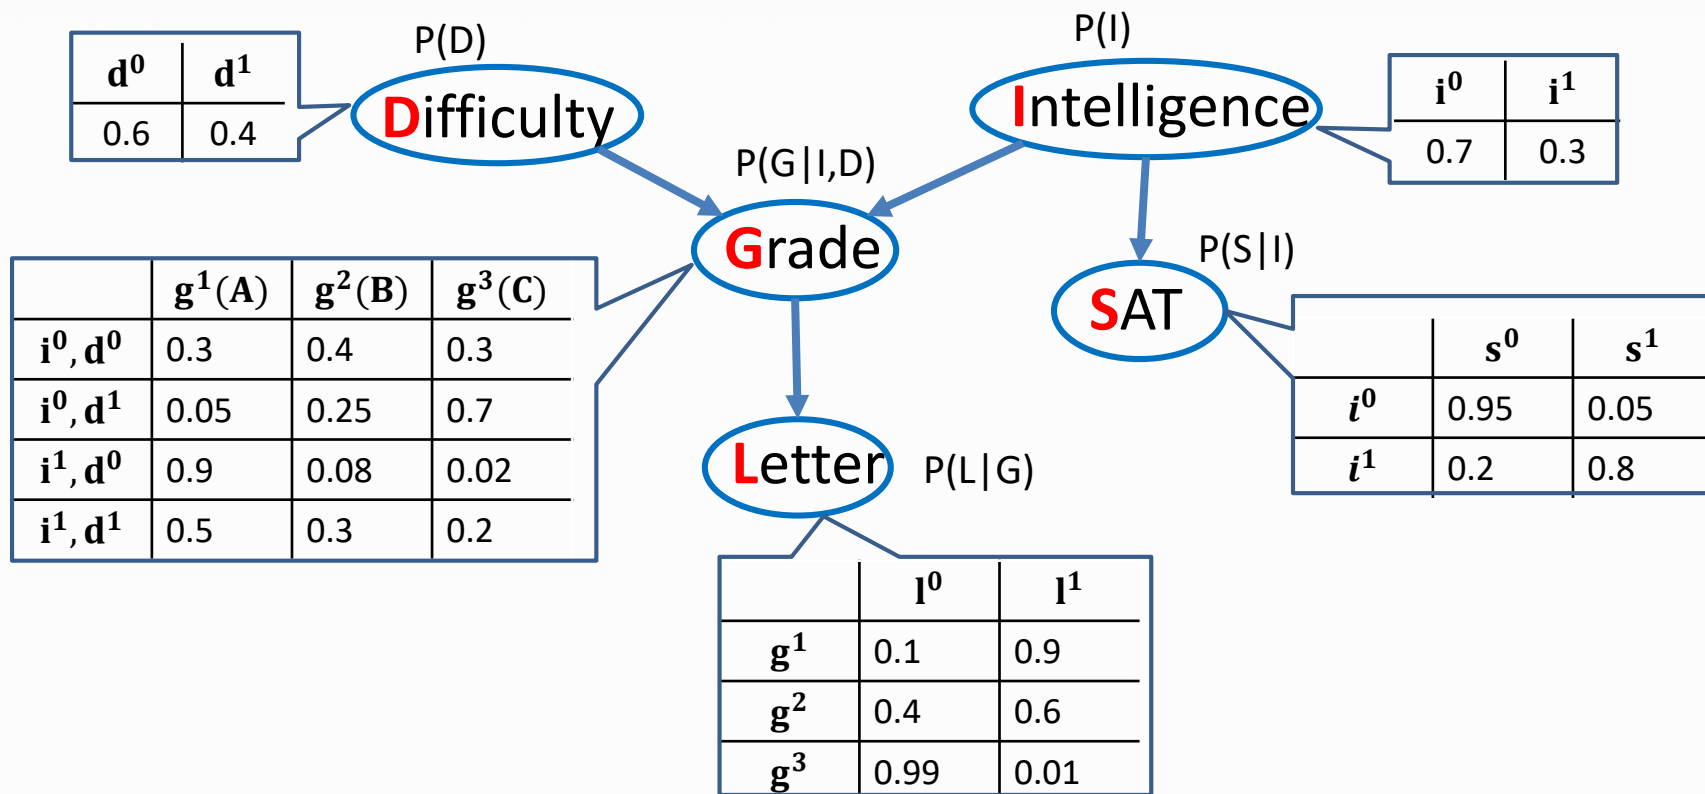 P(D)
P(I)
d⁰ d¹
0.6 0.4
Difficulty
Intelligence
i⁰ i¹
0.7 0.3
P(G|I,D)
Grade
P(S|I)
SAT
g¹(A) g²(B) g³(C)
i⁰, d⁰ 0.3 0.4 0.3
i⁰, d¹ 0.05 0.25 0.7
i¹, d⁰ 0.9 0.08 0.02
i¹, d¹ 0.5 0.3 0.2
s⁰ s¹
i⁰ 0.95 0.05
i¹ 0.2 0.8
Letter
P(L|G)
l⁰ l¹
g¹ 0.1 0.9
g² 0.4 0.6
g³ 0.99 0.01